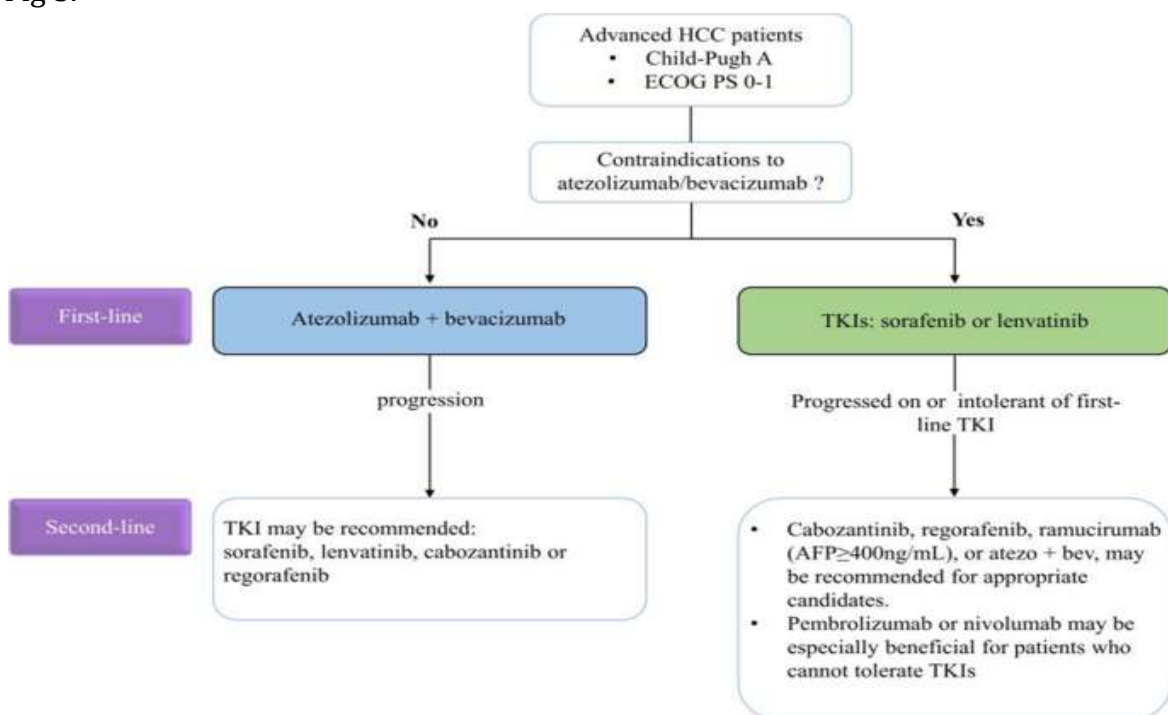 Advanced HCC patients
• Child-Pugh A
• ECOG PS 0-1
Contraindications to
atezolizumab/bevacizumab ?
No
Yes
First-line
Atezolizumab + bevacizumab
TKIs: sorafenib or lenvatinib
progression
Progressed on or intolerant of first-
line TKI
Second-line
TKI may be recommended:
sorafenib, lenvatinib, cabozantinib or
regorafenib
• Cabozantinib, regorafenib, ramucirumab
(AFP≥400ng/mL), or atezo + bev, may
be recommended for appropriate
candidates.
• Pembrolizumab or nivolumab may be
especially beneficial for patients who
cannot tolerate TKIs